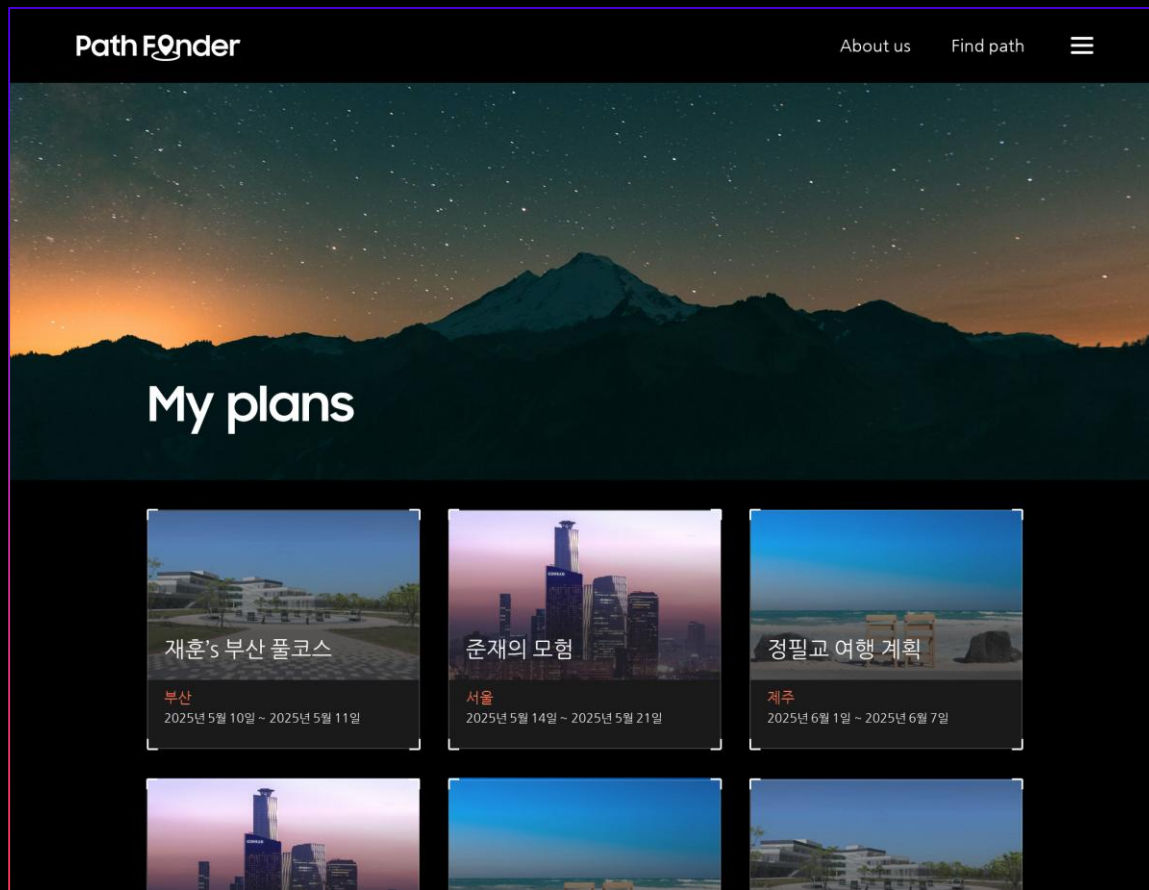 Path Fonder
About us
Find path
My plans
재훈's 부산 풀코스
부산
2025년 5월 10일 ~ 2025년 5월 11일
준재의 모험
서울
2025년 5월 14일 ~ 2025년 5월 21일
정필교 여행 계획
제주
2025년 6월 1일 ~ 2025년 6월 7일
CONRAD